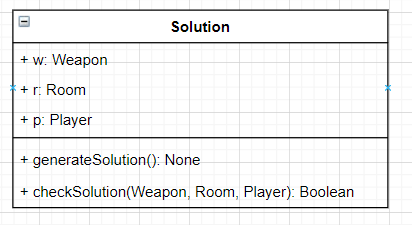 Solution
+ w: Weapon
+ r: Room
+ p: Player
+ generateSolution(): None
+ checkSolution(Weapon, Room, Player): Boolean